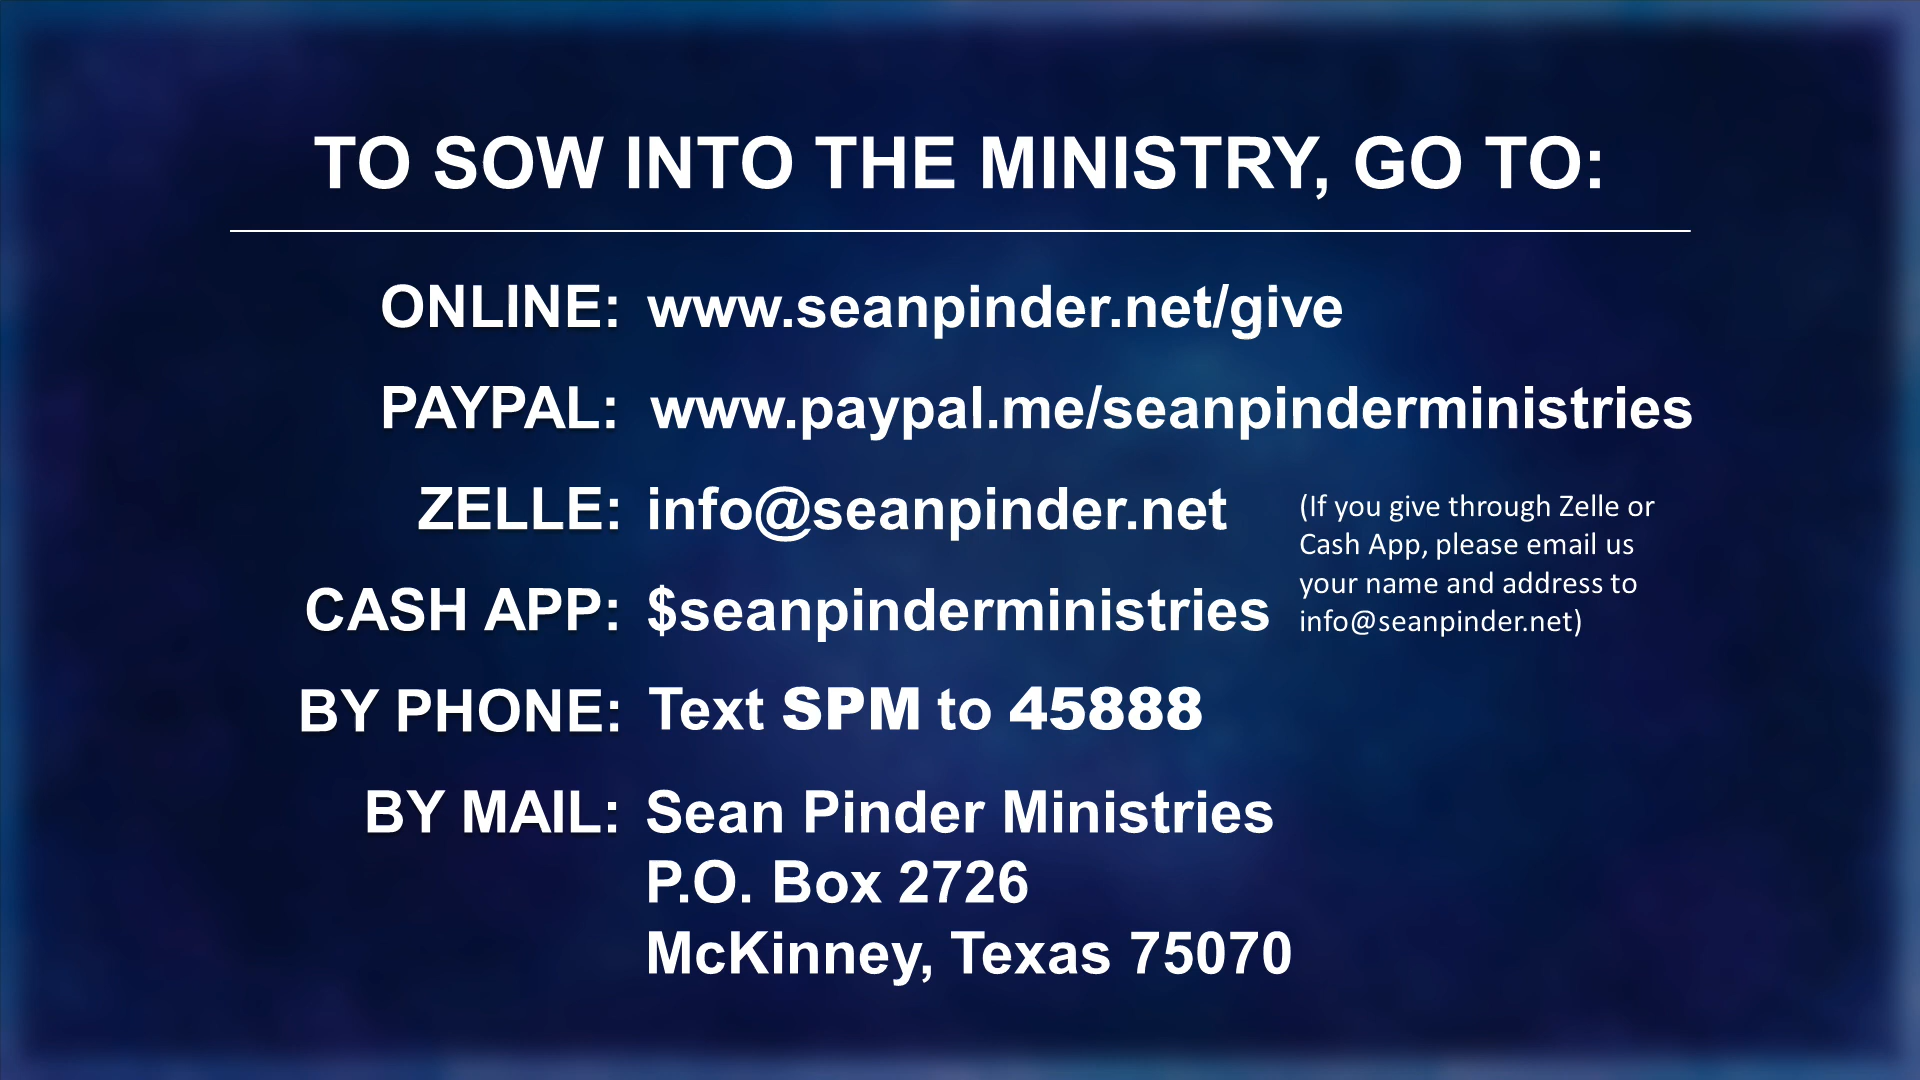 TO SOW INTO THE MINISTRY, GO TO:
ONLINE: www.seanpinder.net/give
PAYPAL: www.paypal.me/seanpinderministries
ZELLE: info@seanpinder.net
CASH APP: $seanpinderministries
(If you give through Zelle or
Cash App, please email us
your name and address to
info@seanpinder.net)
BY PHONE: Text SPM to 45888
BY MAIL: Sean Pinder Ministries
P.O. Box 2726
McKinney, Texas 75070